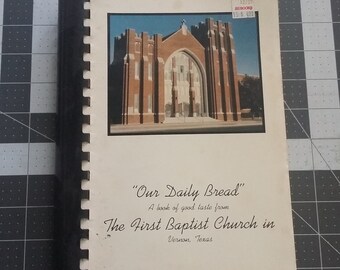 "Our Daily Bread"
A book of good taste from
The First Baptist Church in
Vernon, Texas